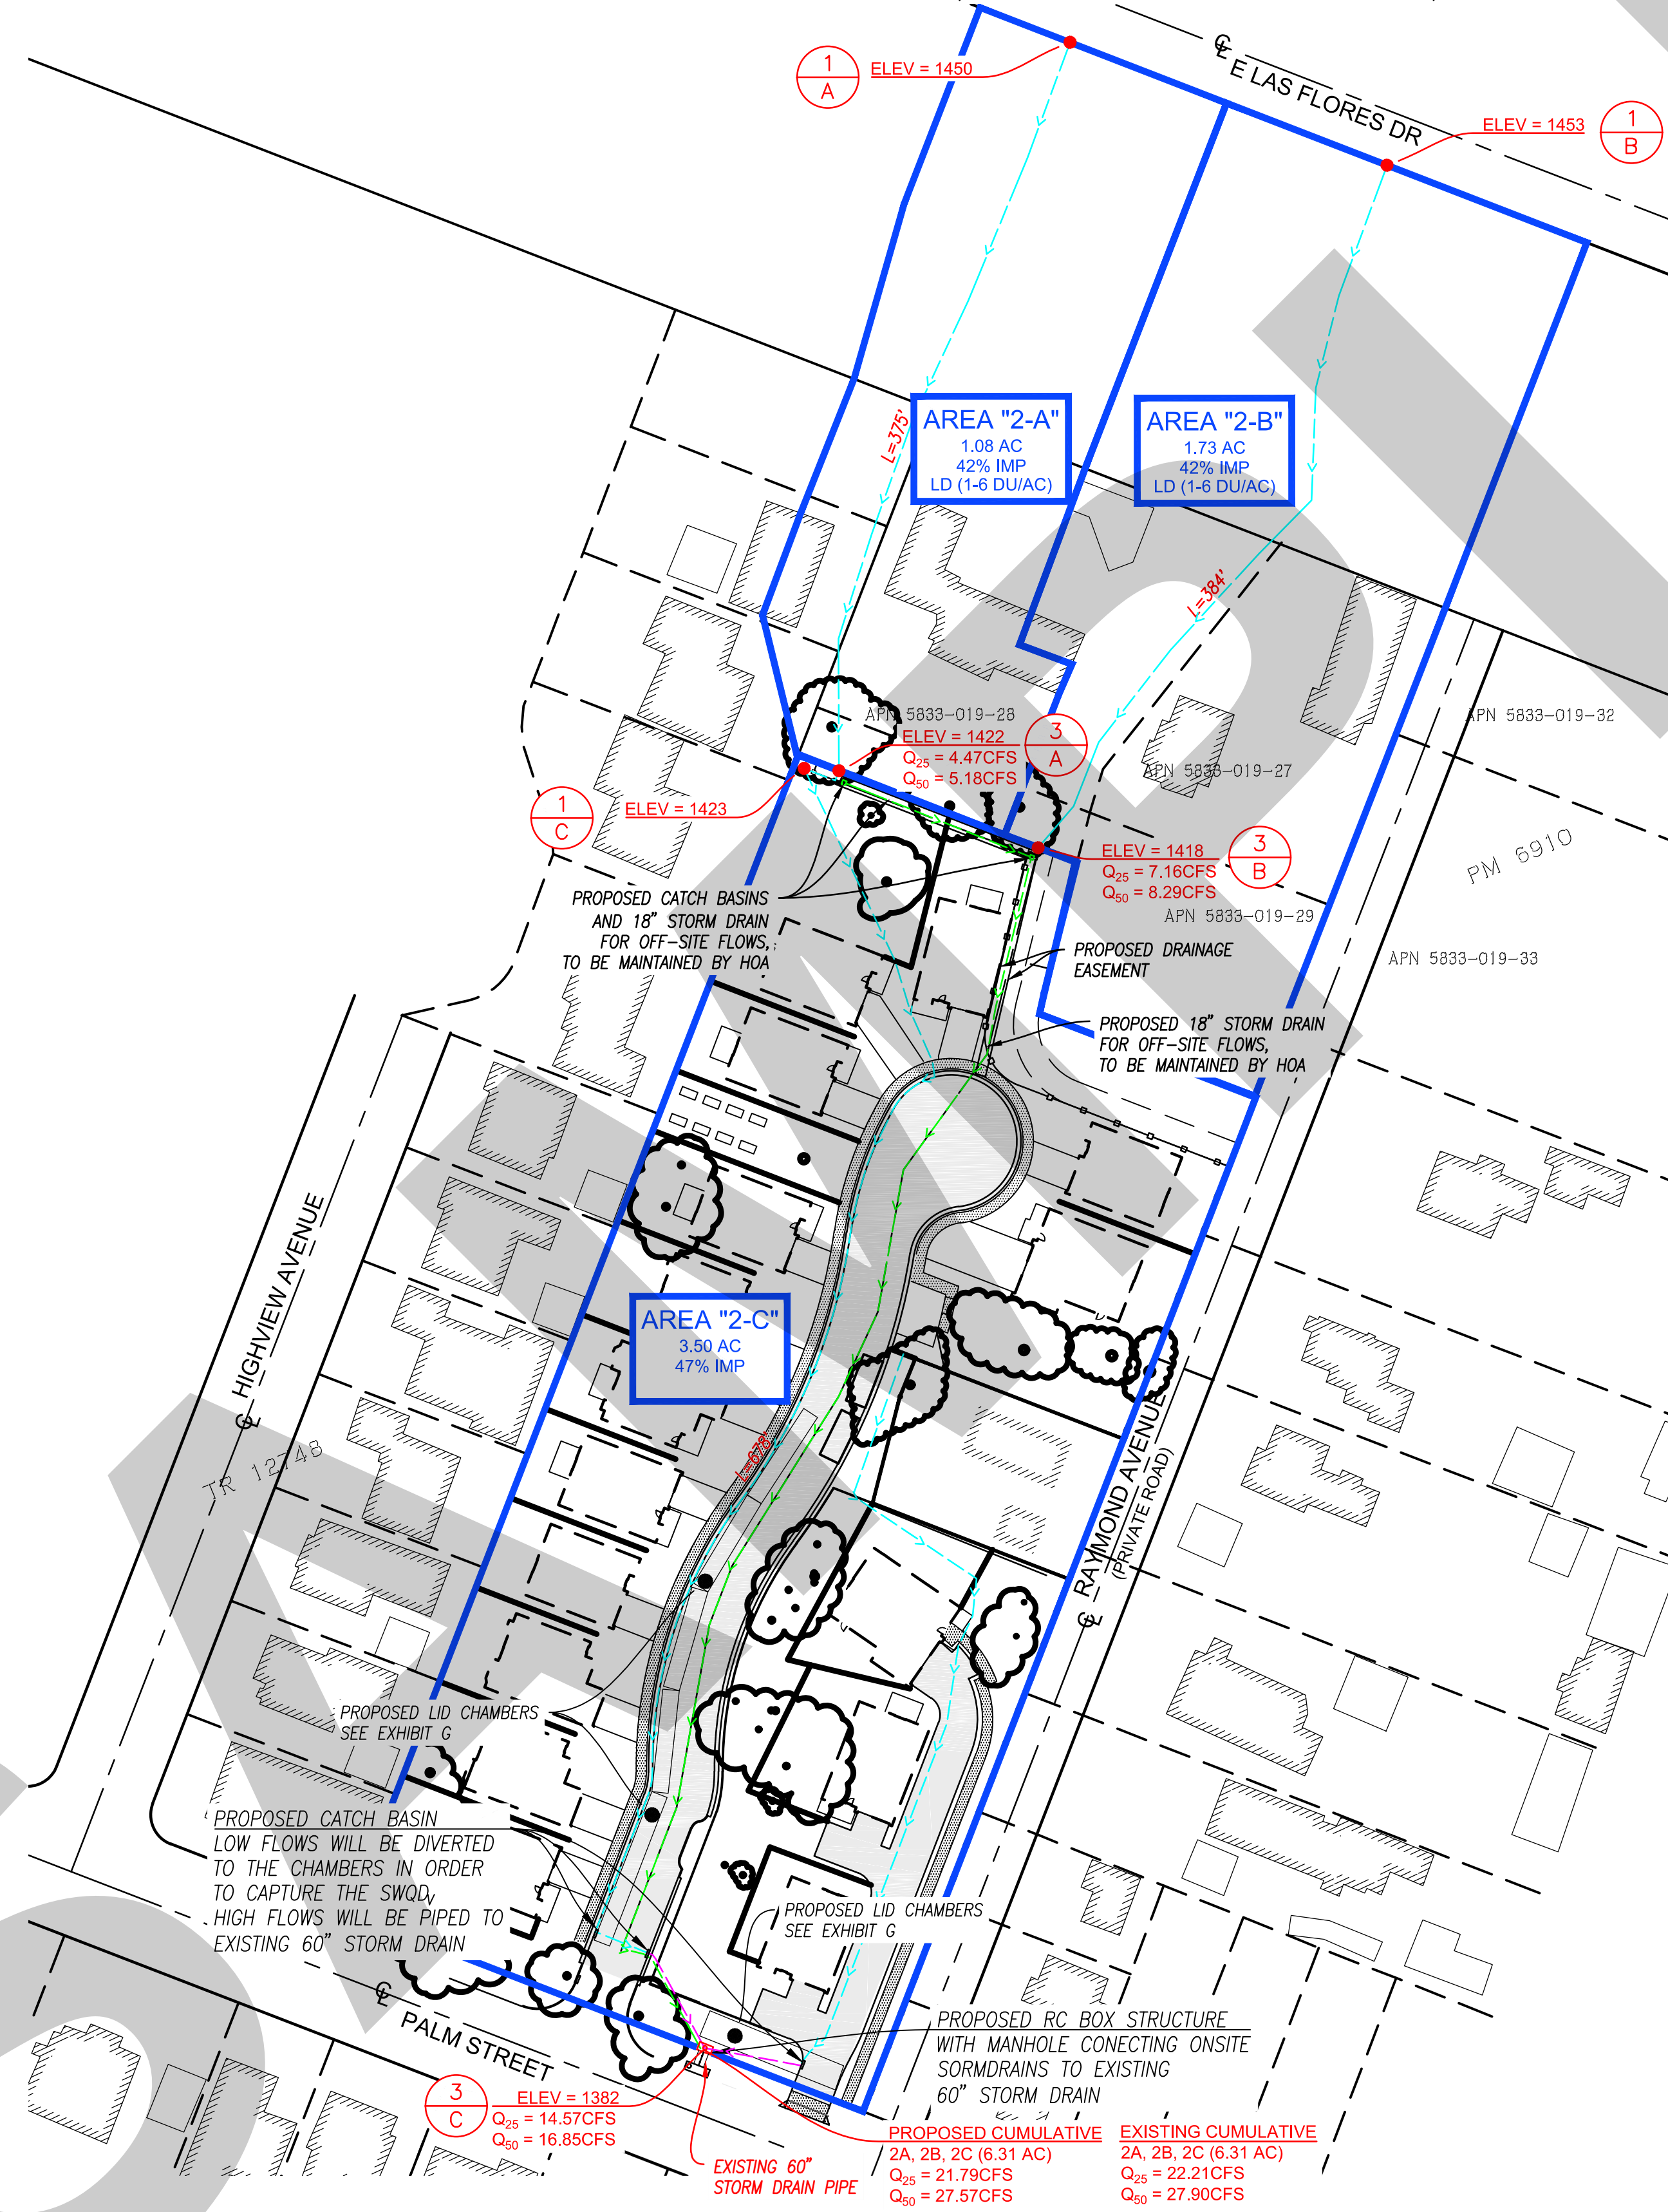 ℄ E LAS FLORES DR
1
A
ELEV = 1450
ELEV = 1453
1
B
L=375'
AREA "2-A"
1.08 AC
42% IMP
LD (1-6 DU/AC)
AREA "2-B"
1.73 AC
42% IMP
LD (1-6 DU/AC)
L=384'
APN 5833-019-28
ELEV = 1422
Q25 = 4.47CFS
Q50 = 5.18CFS
3
A
APN 5833-019-32
APN 5833-019-27
1
C
ELEV = 1423
ELEV = 1418
Q25 = 7.16CFS
Q50 = 8.29CFS
3
B
PM 6910
PROPOSED CATCH BASINS
AND 18" STORM DRAIN
FOR OFF-SITE FLOWS,
TO BE MAINTAINED BY HOA
APN 5833-019-29
PROPOSED DRAINAGE
EASEMENT
APN 5833-019-33
PROPOSED 18" STORM DRAIN
FOR OFF-SITE FLOWS,
TO BE MAINTAINED BY HOA
℄ HIGHVIEW AVENUE
AREA "2-C"
3.50 AC
47% IMP
L=678'
TR 12748
℄ RAYMOND AVENUE
(PRIVATE ROAD))
PROPOSED LID CHAMBERS
SEE EXHIBIT G
PROPOSED CATCH BASIN
LOW FLOWS WILL BE DIVERTED
TO THE CHAMBERS IN ORDER
TO CAPTURE THE SWQDv
HIGH FLOWS WILL BE PIPED TO
EXISTING 60" STORM DRAIN
PROPOSED LID CHAMBERS
SEE EXHIBIT G
℄ PALM STREET
PROPOSED RC BOX STRUCTURE
WITH MANHOLE CONECTING ONSITE
SORMDRAINS TO EXISTING
60" STORM DRAIN
3
C
ELEV = 1382
Q25 = 14.57CFS
Q50 = 16.85CFS
EXISTING 60"
STORM DRAIN PIPE
PROPOSED CUMULATIVE
2A, 2B, 2C (6.31 AC)
Q25 = 21.79CFS
Q50 = 27.57CFS
EXISTING CUMULATIVE
2A, 2B, 2C (6.31 AC)
Q25 = 22.21CFS
Q50 = 27.90CFS